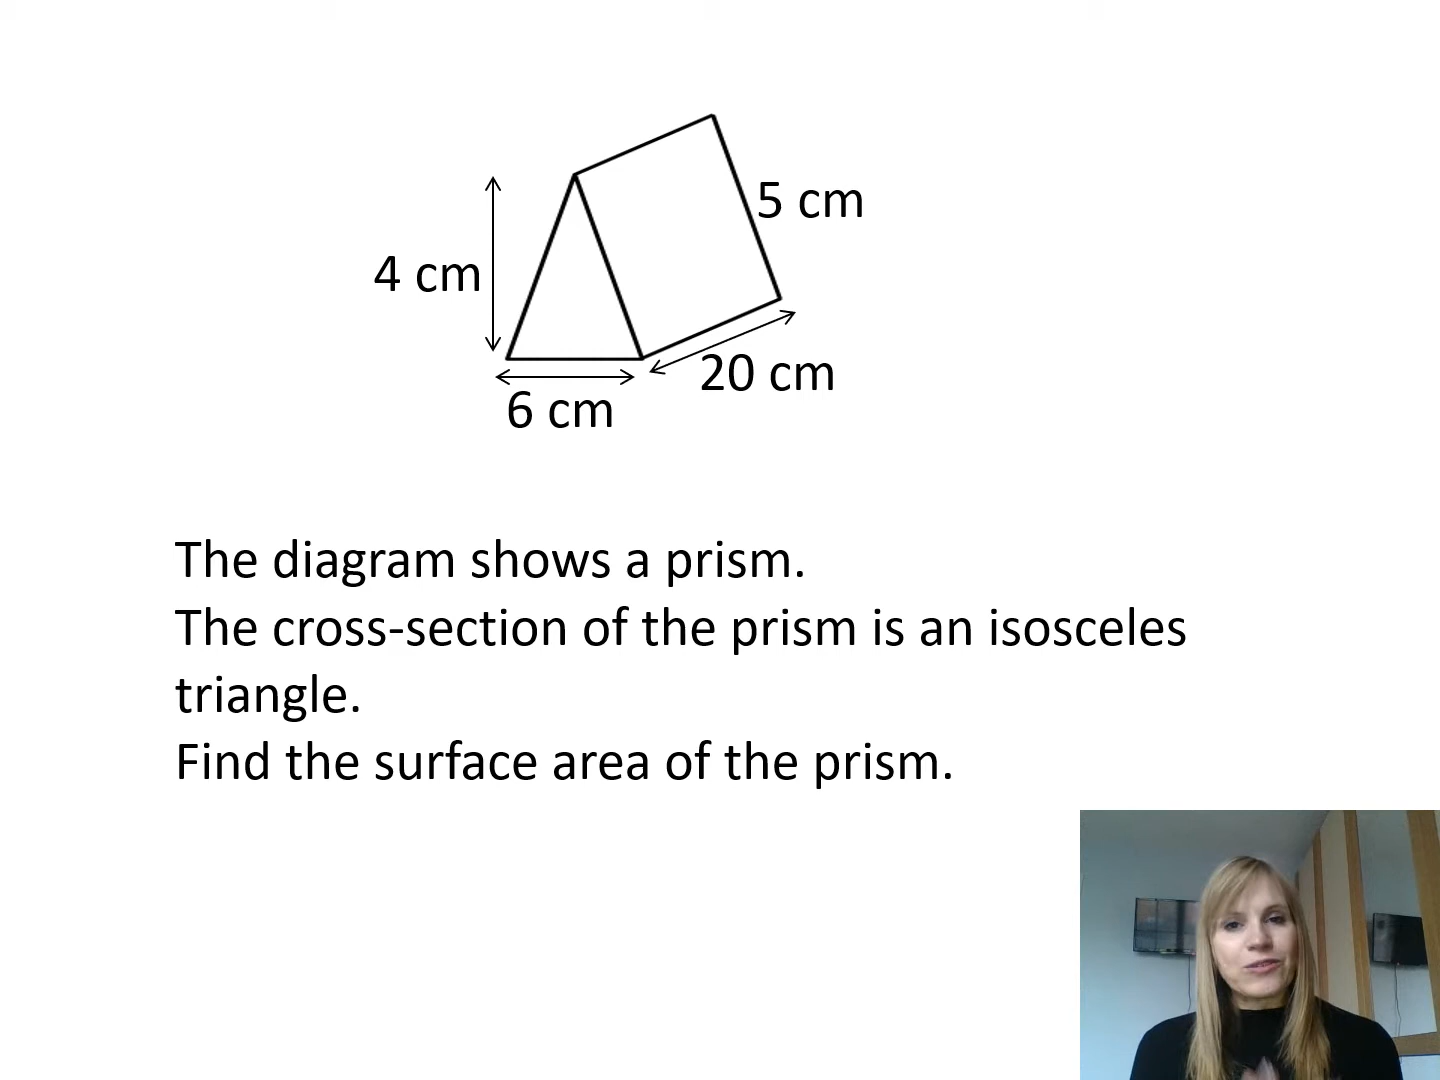 5 cm
4 cm
20 cm
6 cm
The diagram shows a prism.
The cross-section of the prism is an isosceles
triangle.
Find the surface area of the prism.